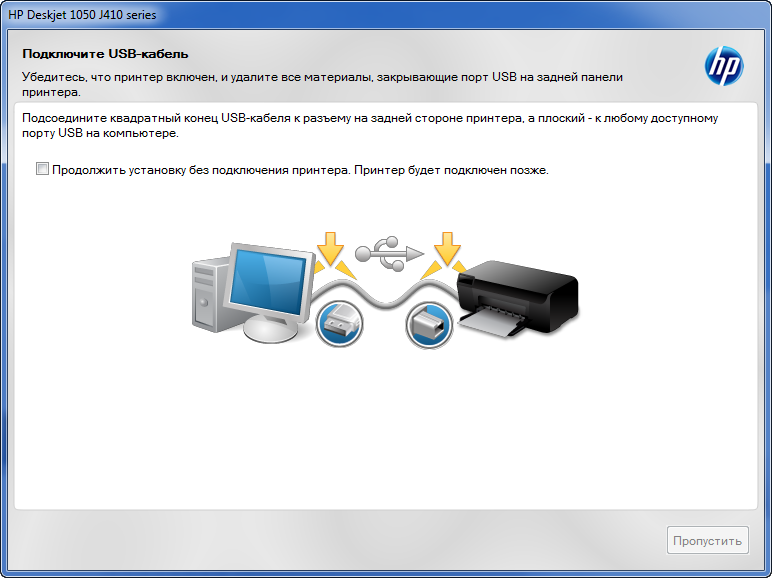 HP Deskjet 1050 J410 series
Подключите USB-кабель
Убедитесь, что принтер включен, и удалите все материалы, закрывающие порт USB на задней панели
принтера.
hp
Подсоедините квадратный конец USB-кабеля к разъему на задней стороне принтера, а плоский - к любому доступному
порту USB на компьютере.
Продолжить установку без подключения принтера. Принтер будет подключен позже.
Пропустить